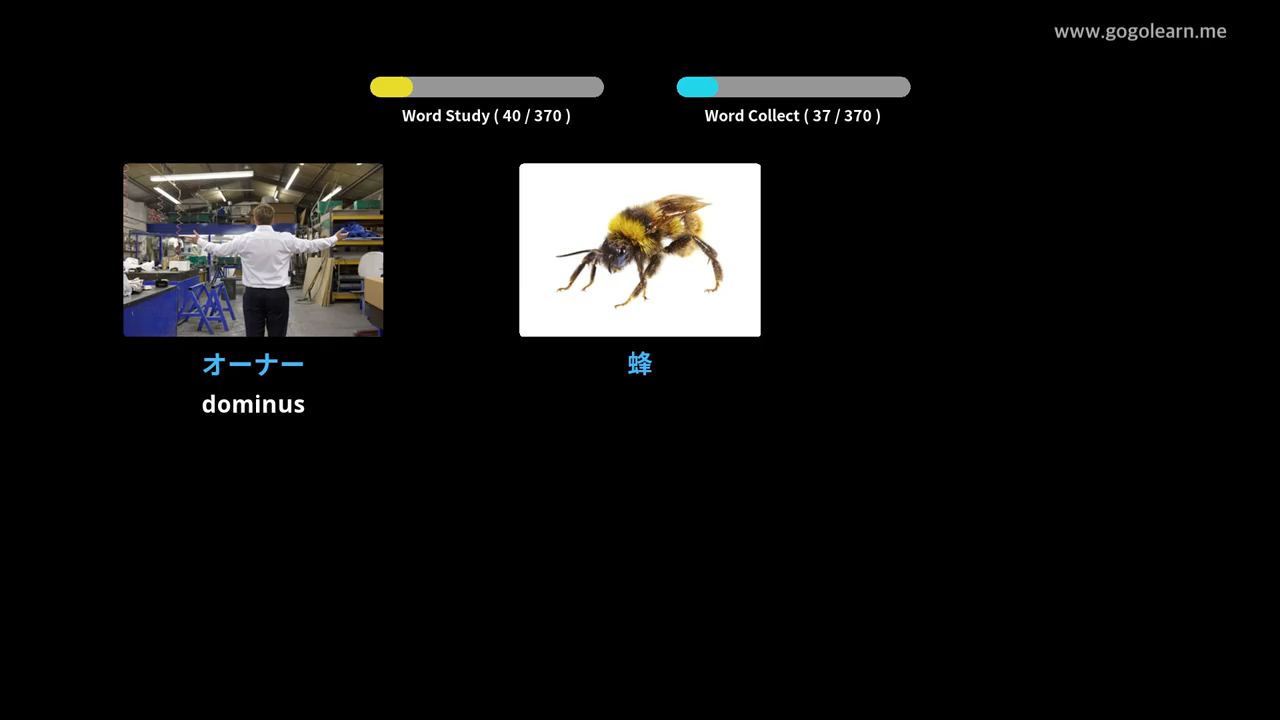 www.gogolearn.me
Word Study ( 40 / 370 )
Word Collect ( 37 / 370 )
オーナー
dominus
蜂